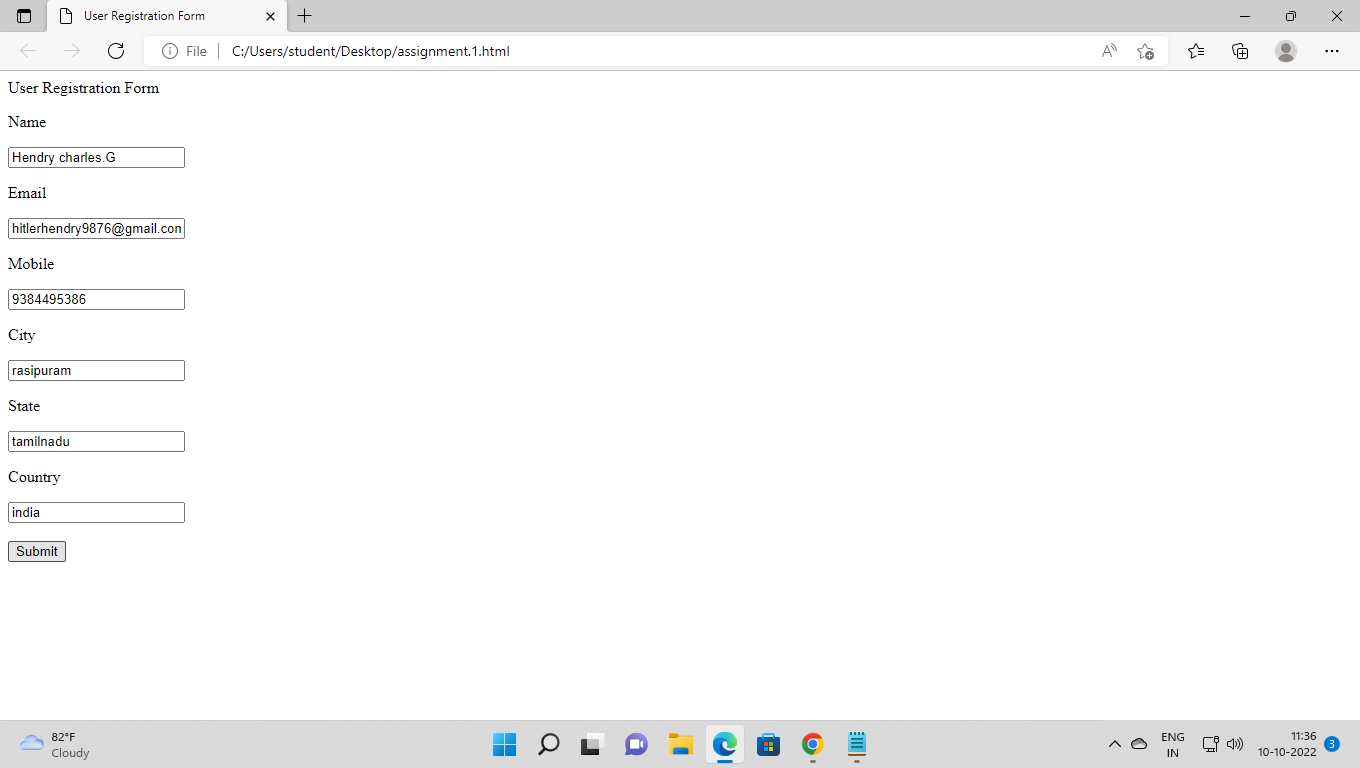 User Registration Form
File C:/Users/student/Desktop/assignment.1.html
User Registration Form
Name
Hendry charles.G
Email
hitlerhendry9876@gmail.con
Mobile
9384495386
City
rasipuram
State
tamilnadu
Country
india
Submit
82°F
Cloudy
ENG
IN
11:36
10-10-2022
3